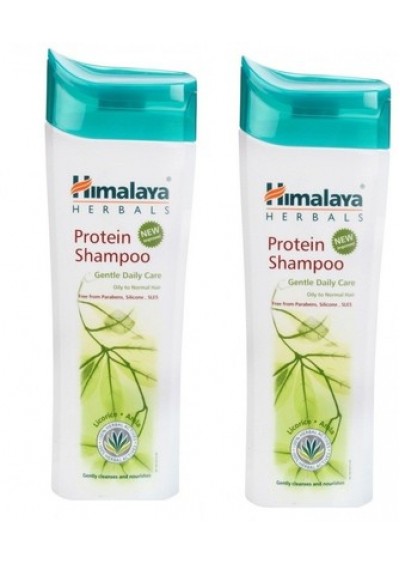 Himalaya
HERBALS
Protein
Shampoo
NEW
Gentle Daily Care
Oily to Normal Hair
Free from Parabens, Silicone, SLES
Licorice • Amla
Gently cleanses and nourishes
Himalaya
HERBALS
Protein
Shampoo
NEW
Gentle Daily Care
Oily to Normal Hair
Free from Parabens, Silicone, SLES
Licorice • Amla
Gently cleanses and nourishes